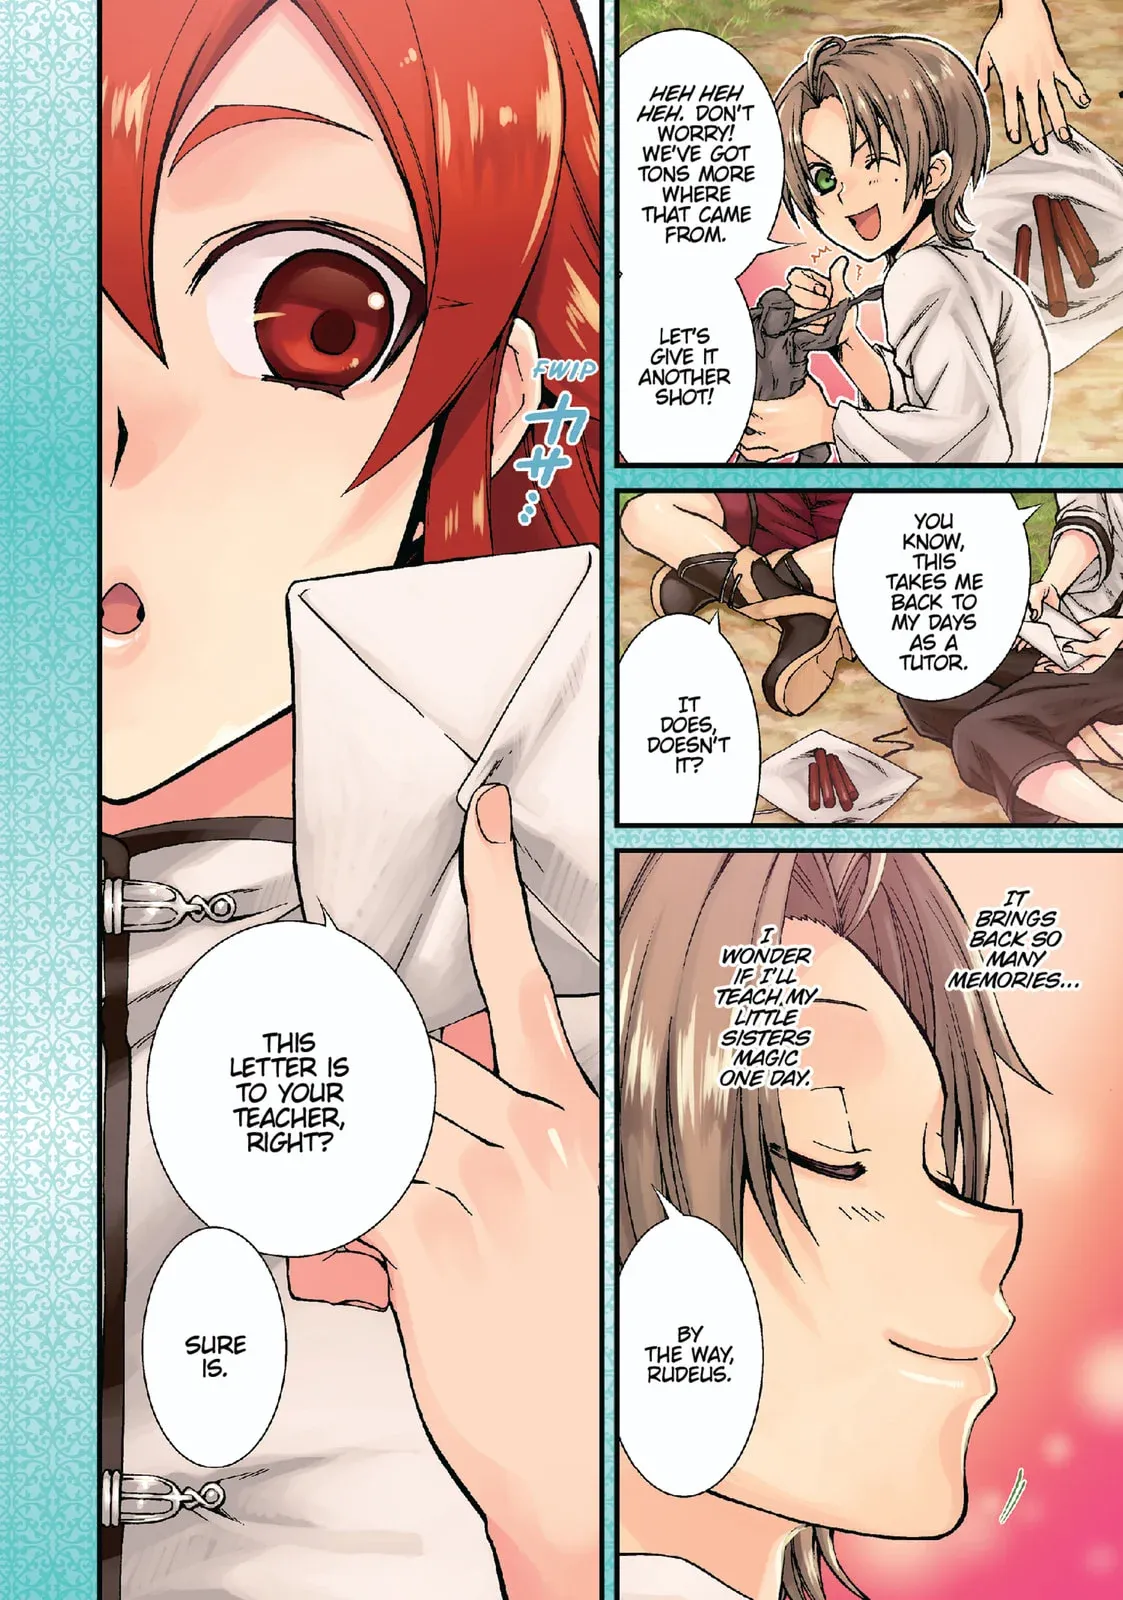 HEH HEH
HEH. DON'T
WORRY!
WE'VE GOT
TONS MORE
WHERE
THAT CAME
FROM.
LET'S
GIVE IT
ANOTHER
SHOT!
YOU
KNOW,
THIS
TAKES ME
BACK TO
MY DAYS
AS A
TUTOR.
IT
DOES,
DOESN'T
IT?
IT
BRINGS
BACK SO
MANY
MEMORIES...
I
WONDER
IF I'LL
TEACH MY
LITTLE
SISTERS
MAGIC
ONE DAY.
BY
THE WAY,
RUDEUS.
FWIP
カサ…
THIS
LETTER IS
TO YOUR
TEACHER,
RIGHT?
SURE
IS.